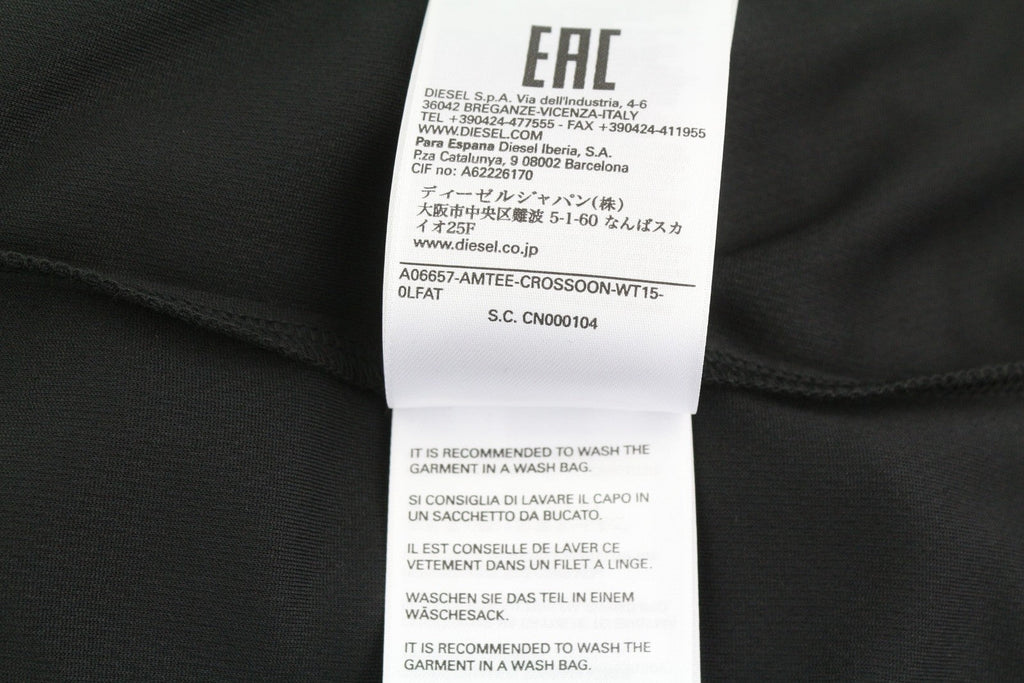 EAC
DIESEL S.p.A. Via dell'Industria, 4-6
36042 BREGANZE-VICENZA-ITALY
TEL +390424-477555 - FAX +390424-411955
WWW.DIESEL.COM
Para Espana Diesel Iberia, S.A.
P.za Catalunya, 9 08002 Barcelona
CIF no: A62226170
ディーゼルジャパン(株)
大阪市中央区難波 5-1-60 なんばスカ
イオ25F
www.diesel.co.jp
A06657-AMTEE-CROSSOON-WT15-
0LFAT
S.C. CN000104
IT IS RECOMMENDED TO WASH THE
GARMENT IN A WASH BAG.
SI CONSIGLIA DI LAVARE IL CAPO IN
UN SACCHETTO DA BUCATO.
IL EST CONSEILLE DE LAVER CE
VETEMENT DANS UN FILET A LINGE.
WASCHEN SIE DAS TEIL IN EINEM
WÄSCHESACK.
IT IS RECOMMENDED TO WASH THE
GARMENT IN A WASH BAG.